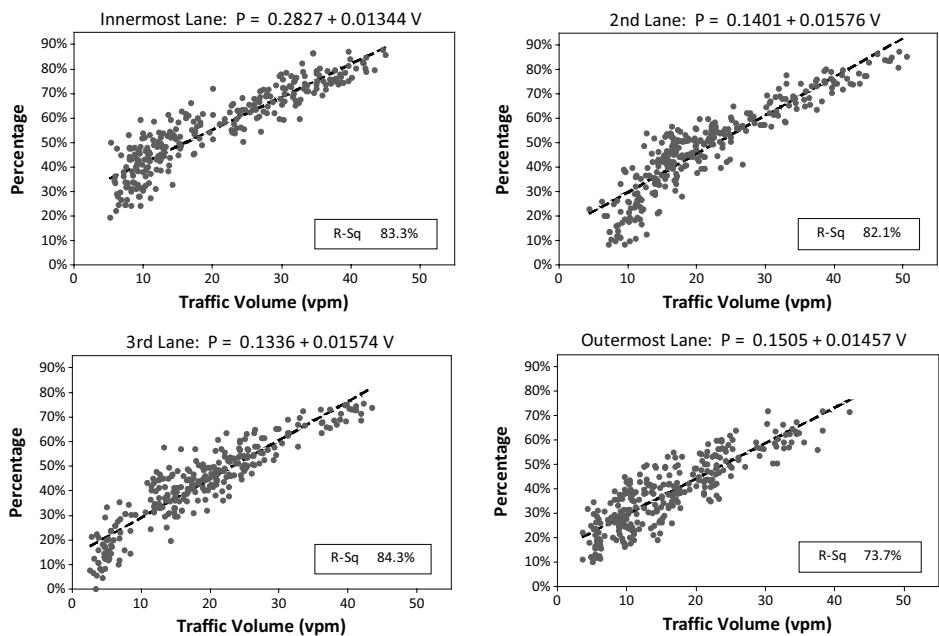 Innermost Lane: P = 0.2827 + 0.01344 V
90%
80%
70%
60%
50%
40%
30%
20%
10%
0%
Percentage
R-Sq 83.3%
0 10 20 30 40 50
Traffic Volume (vpm)
2nd Lane: P = 0.1401 + 0.01576 V
90%
80%
70%
60%
50%
40%
30%
20%
10%
0%
Percentage
R-Sq 82.1%
0 10 20 30 40 50
Traffic Volume (vpm)
3rd Lane: P = 0.1336 + 0.01574 V
90%
80%
70%
60%
50%
40%
30%
20%
10%
0%
Percentage
R-Sq 84.3%
0 10 20 30 40 50
Traffic Volume (vpm)
Outermost Lane: P = 0.1505 + 0.01457 V
90%
80%
70%
60%
50%
40%
30%
20%
10%
0%
Percentage
R-Sq 73.7%
0 10 20 30 40 50
Traffic Volume (vpm)